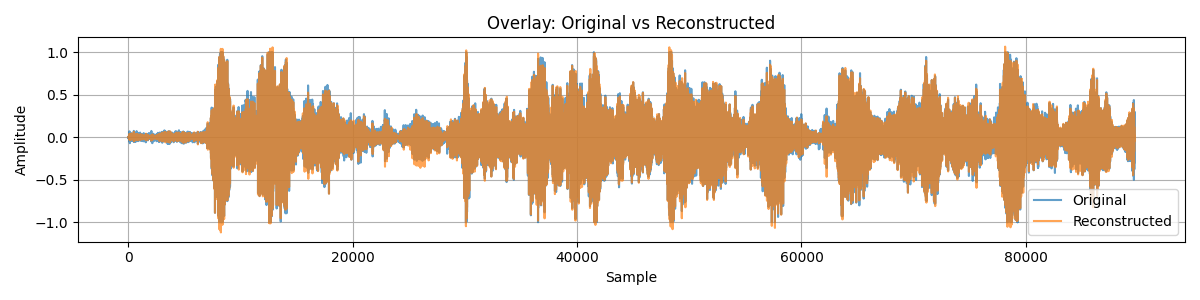 Overlay: Original vs Reconstructed
Amplitude
1.0
0.5
0.0
−0.5
−1.0
Original
Reconstructed
0 20000 40000 60000 80000
Sample